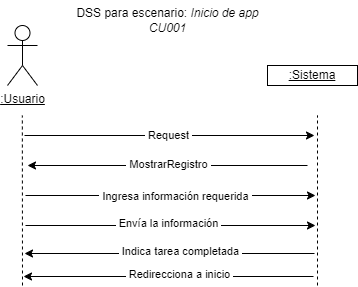 DSS para escenario: Inicio de app
CU001
:Usuario
:Sistema
Request
MostrarRegistro
Ingresa información requerida
Envía la información
Indica tarea completada
Redirecciona a inicio